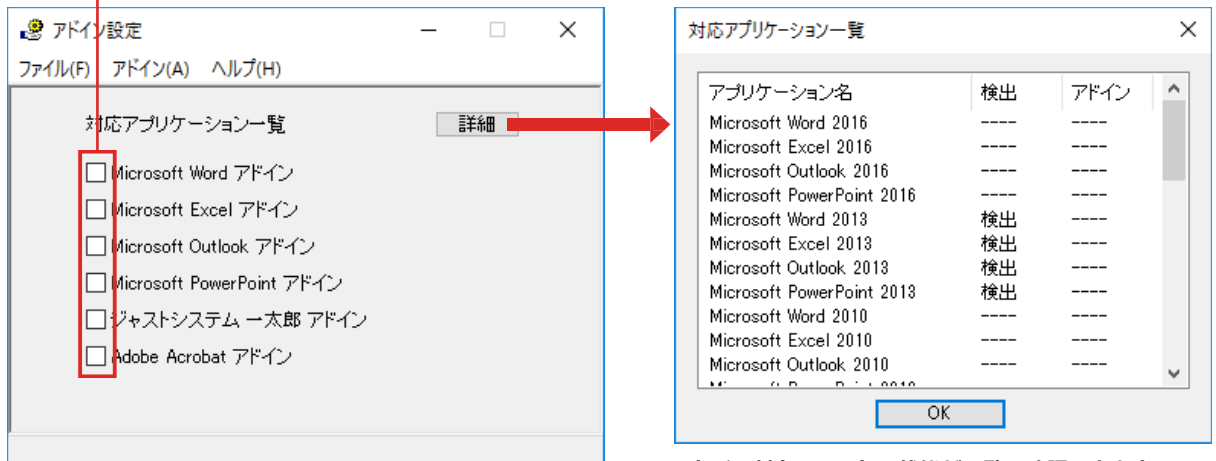 アドイン設定
ファイル(F) アドイン(A) ヘルプ(H)
対応アプリケーション一覧 詳細
Microsoft Word アドイン
Microsoft Excel アドイン
Microsoft Outlook アドイン
Microsoft PowerPoint アドイン
ジャストシステム 一太郎 アドイン
Adobe Acrobat アドイン
対応アプリケーション一覧
アプリケーション名 検出 アドイン
Microsoft Word 2016 ---- ----
Microsoft Excel 2016 ---- ----
Microsoft Outlook 2016 ---- ----
Microsoft PowerPoint 2016 ---- ----
Microsoft Word 2013 検出 ----
Microsoft Excel 2013 検出 ----
Microsoft Outlook 2013 検出 ----
Microsoft PowerPoint 2013 検出 ----
Microsoft Word 2010 ---- ----
Microsoft Excel 2010 ---- ----
Microsoft Outlook 2010 ---- ----
OK